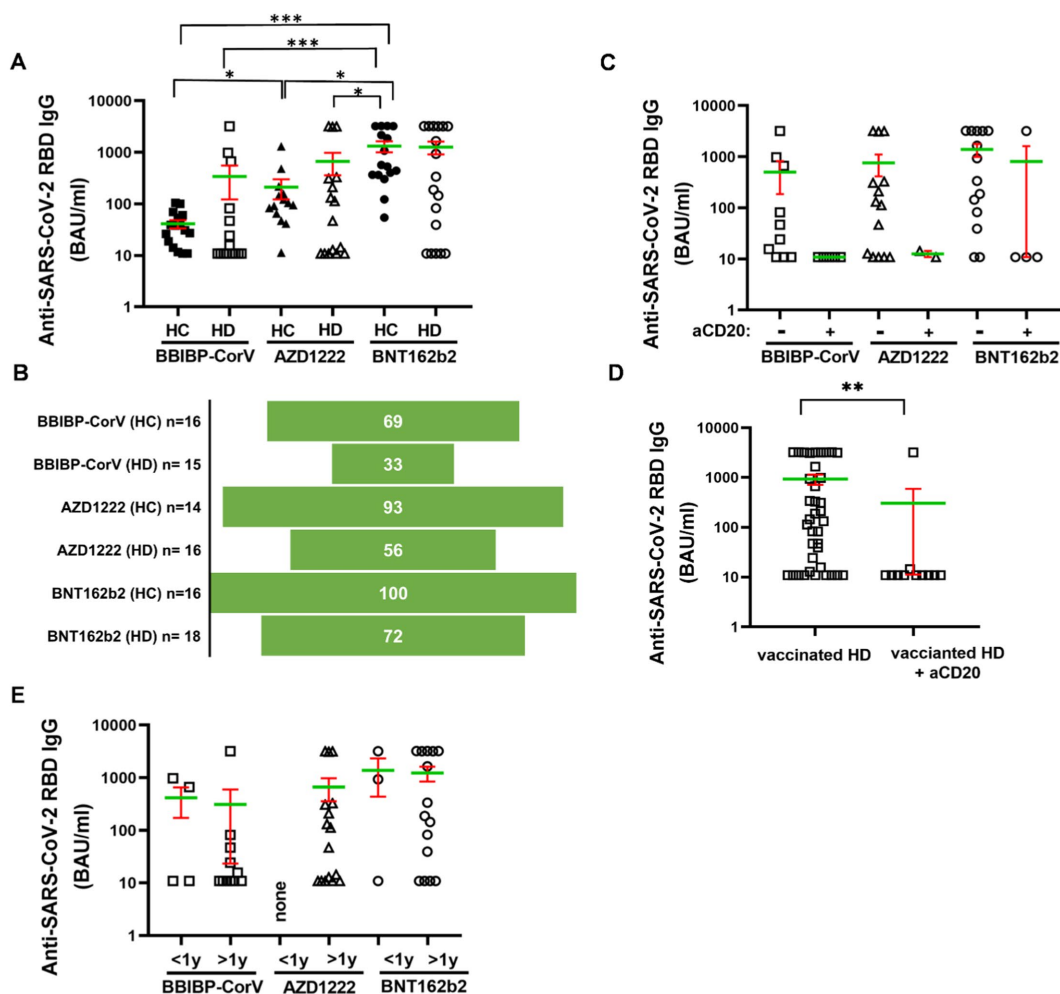 A
***
***
*
*
*
Anti-SARS-CoV-2 RBD IgG
(BAU/ml)
10000
1000
100
10
1
HC
HD
HC
HD
HC
HD
BBIBP-CorV
AZD1222
BNT162b2
C
Anti-SARS-CoV-2 RBD IgG
(BAU/ml)
10000
1000
100
10
1
aCD20:
-
+
-
+
-
+
BBIBP-CorV
AZD1222
BNT162b2
B
BBIBP-CorV (HC) n=16
69
BBIBP-CorV (HD) n= 15
33
AZD1222 (HC) n=14
93
AZD1222 (HD) n= 16
56
BNT162b2 (HC) n=16
100
BNT162b2 (HD) n= 18
72
D
**
Anti-SARS-CoV-2 RBD IgG
(BAU/ml)
10000
1000
100
10
1
vaccinated HD
vacciante​d HD
+ aCD20
E
Anti-SARS-CoV-2 RBD IgG
(BAU/ml)
10000
1000
100
10
1
none
<1y
>1y
<1y
>1y
<1y
>1y
BBIBP-CorV
AZD1222
BNT162b2